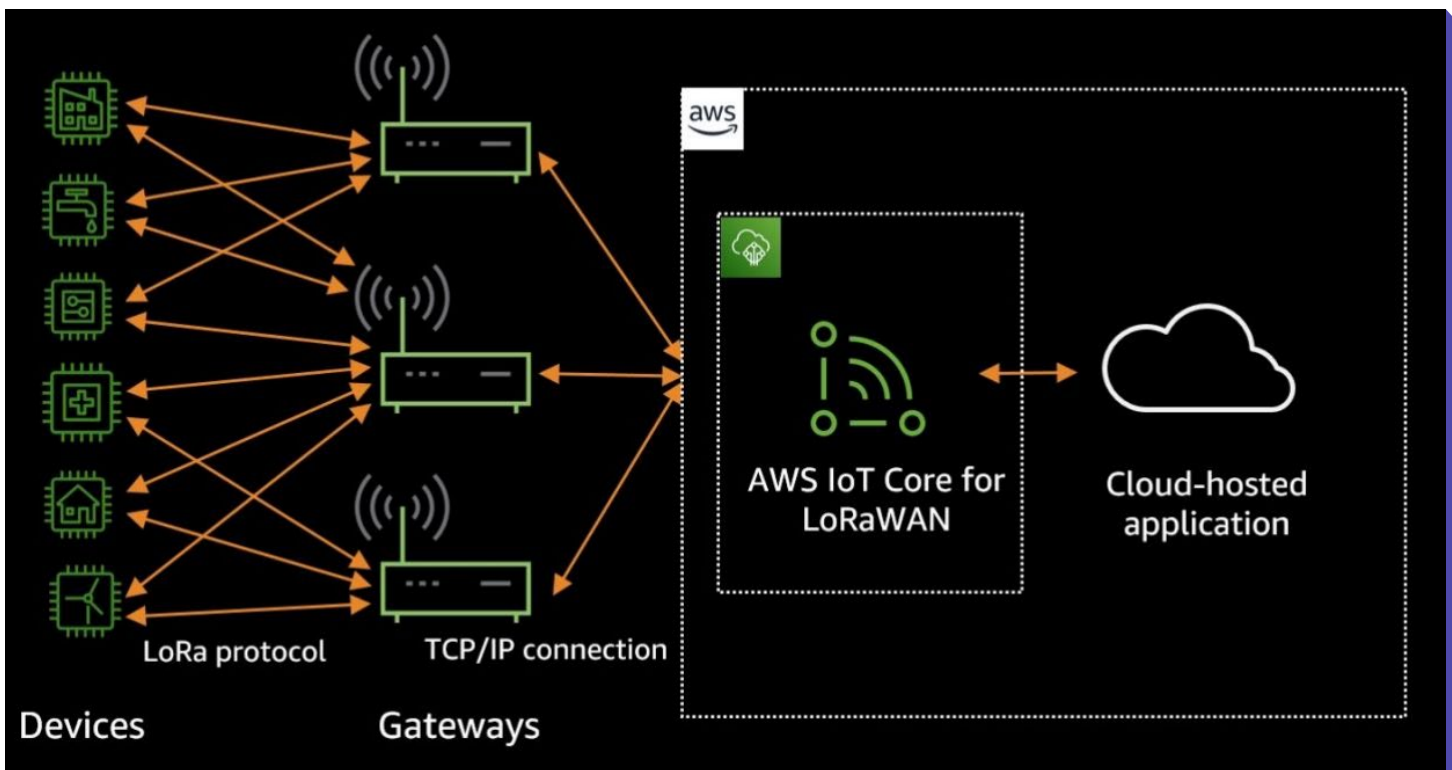 aws
AWS IoT Core for
LoRaWAN
Cloud-hosted
application
LoRa protocol
TCP/IP connection
Devices
Gateways